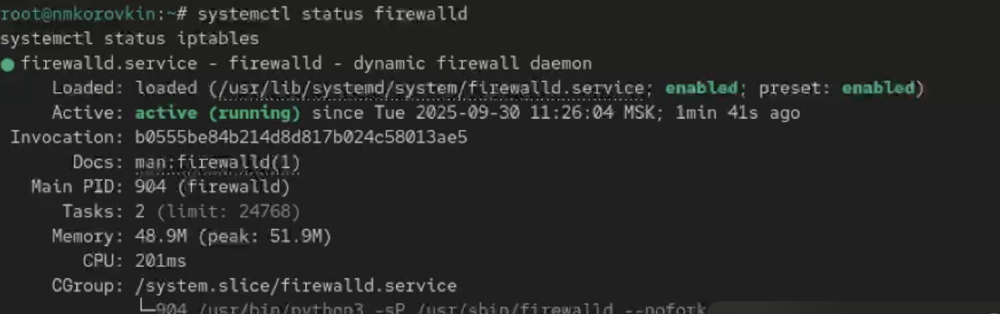 root@nmkorovkin:~# systemctl status firewalld
systemctl status iptables
● firewalld.service - firewalld - dynamic firewall daemon
Loaded: loaded (/usr/lib/systemd/system/firewalld.service; enabled; preset: enabled)
Active: active (running) since Tue 2025-09-30 11:26:04 MSK; 1min 41s ago
Invocation: b0555be84b214d8d817b024c58013ae5
Docs: man:firewalld(1)
Main PID: 904 (firewalld)
Tasks: 2 (limit: 24768)
Memory: 48.9M (peak: 51.9M)
CPU: 201ms
CGroup: /system.slice/firewalld.service
└─904 /usr/bin/python3 -sP /usr/sbin/firewalld --nofork